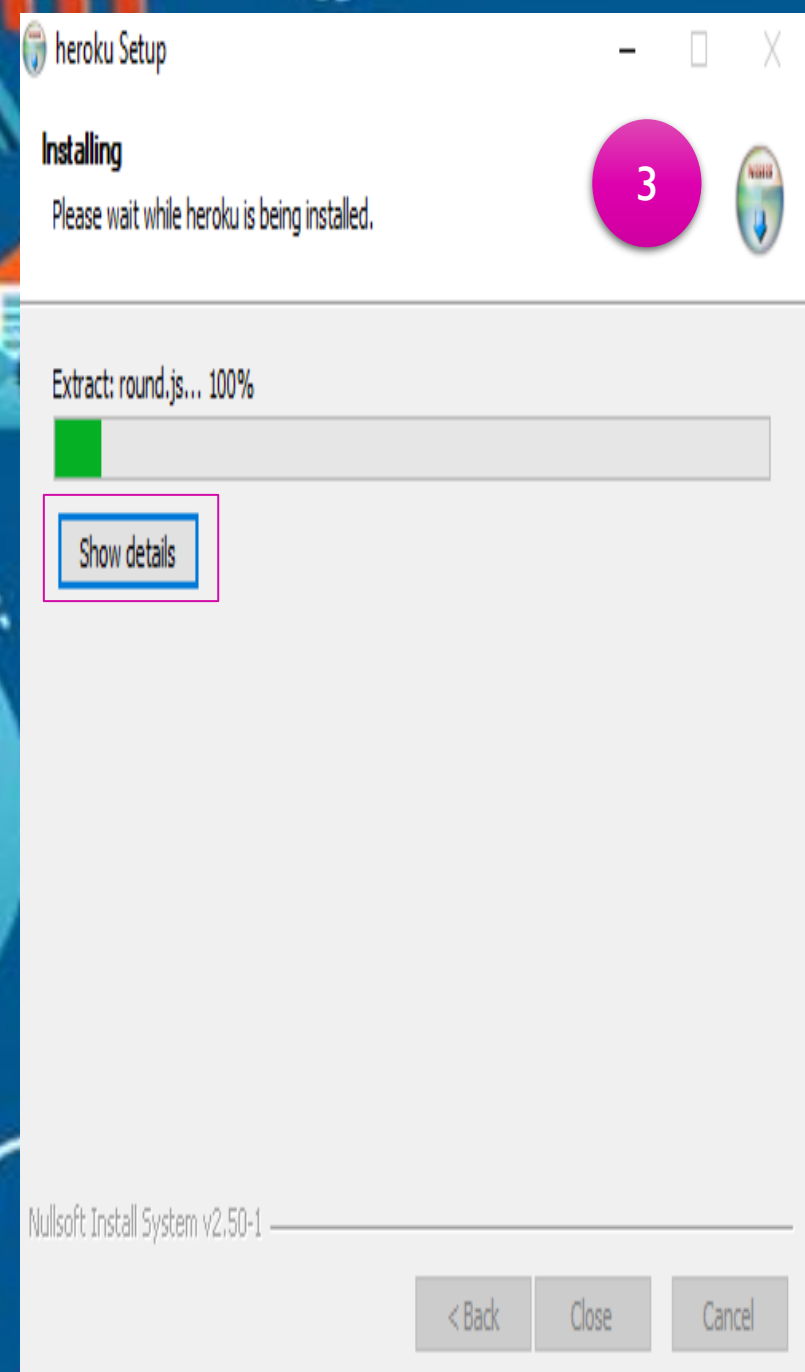 heroku Setup
Installing
Please wait while heroku is being installed.
3
Extract: round.js... 100%
Show details
Nullsoft Install System v2.50-1
< Back
Close
Cancel